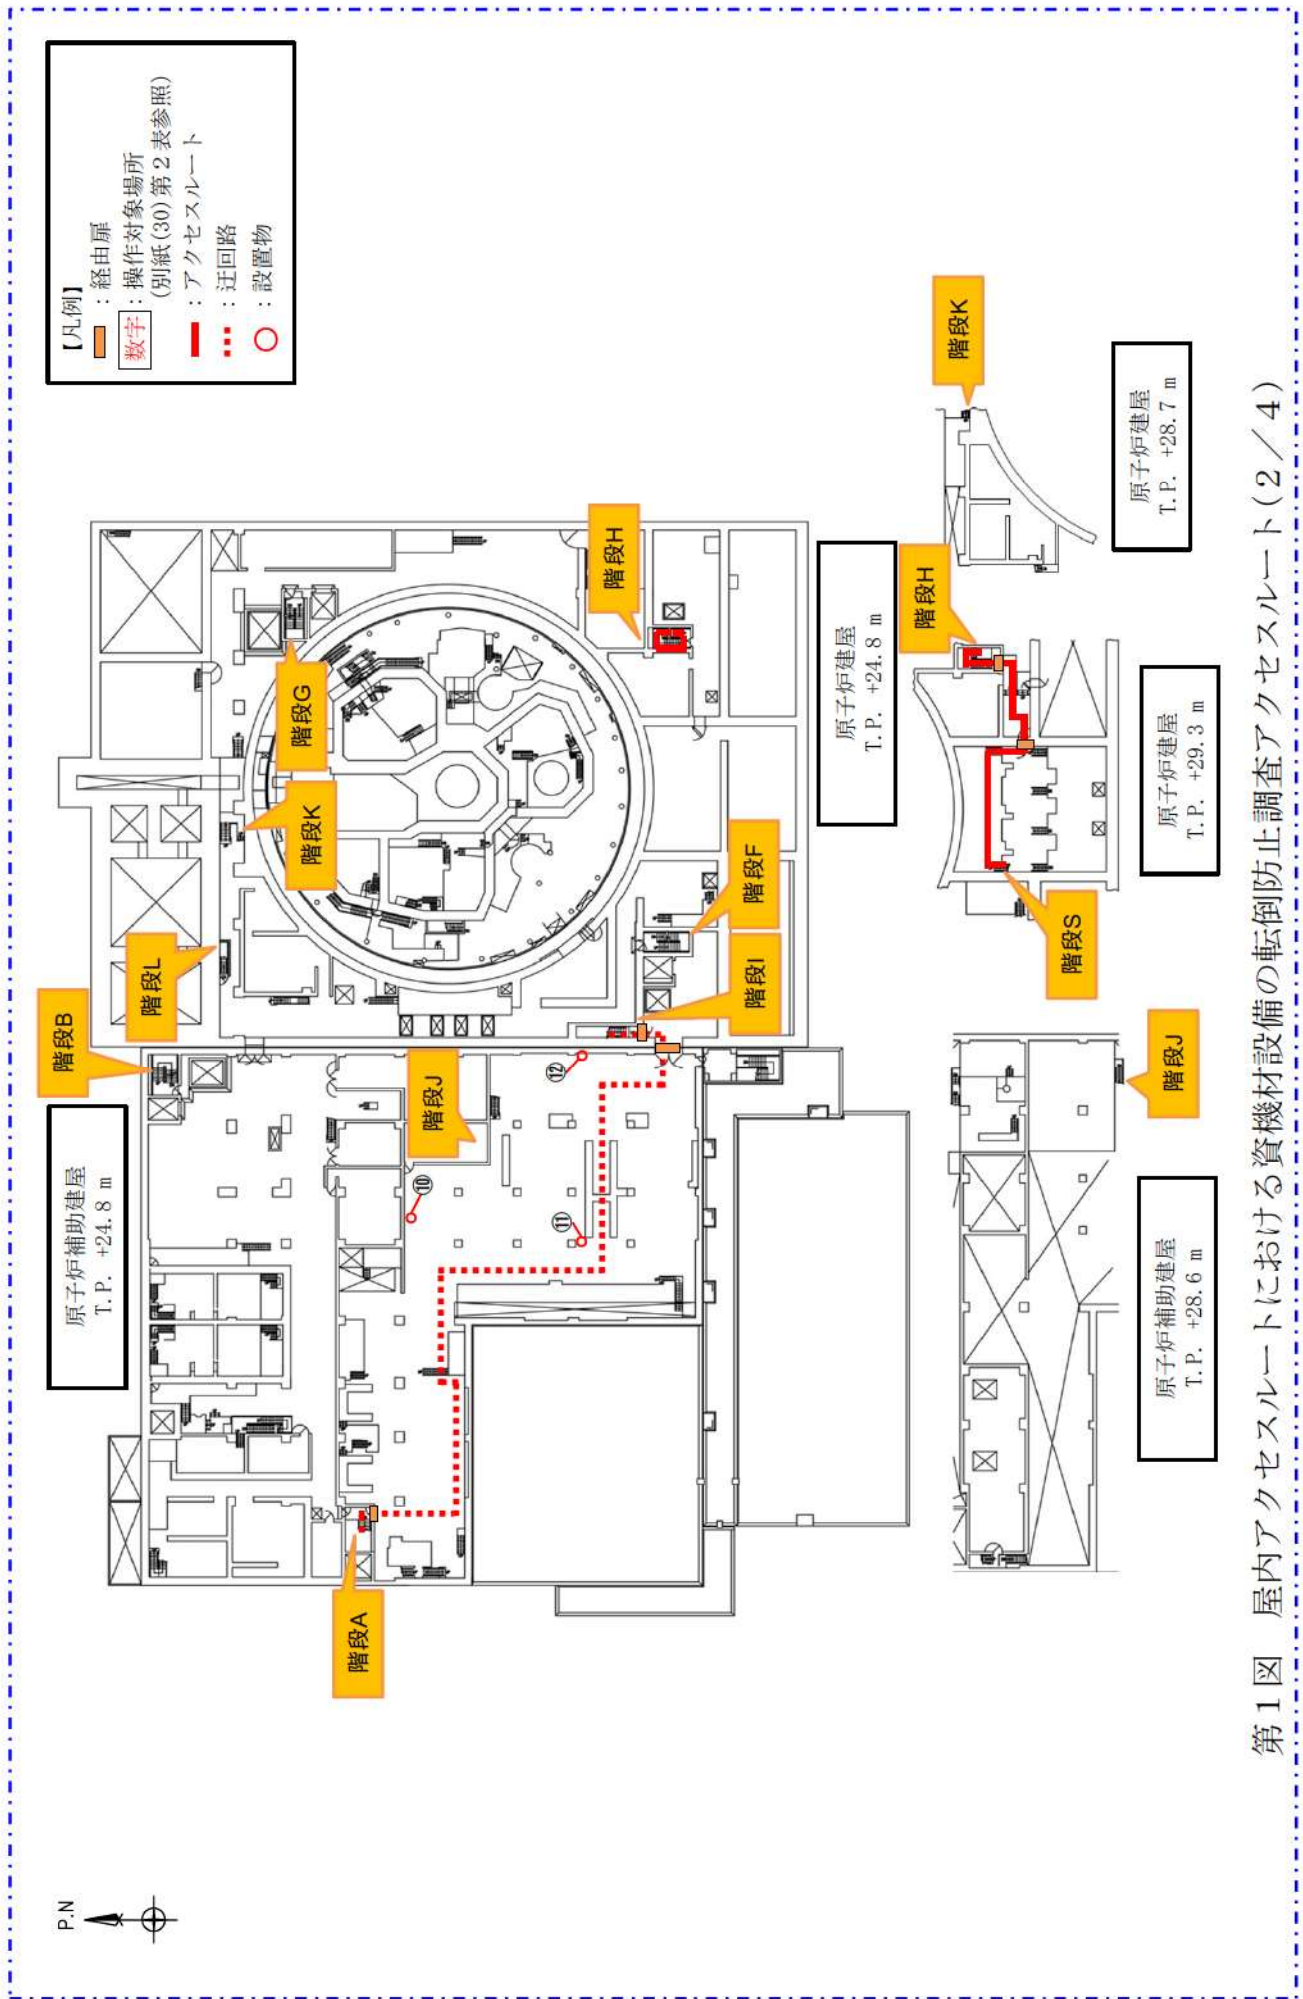 P.N
【凡例】
：経由扉
数字：操作対象場所
(別紙(30)第2表参照)
：アクセスルート
：迂回路
：設置物
原子炉補助建屋
T.P. +24.8 m
階段B
階段L
階段K
階段G
階段H
階段A
階段J
階段I
階段F
⑩
⑪
⑫
原子炉建屋
T.P. +24.8 m
階段H
階段S
階段K
原子炉建屋
T.P. +28.7 m
原子炉建屋
T.P. +29.3 m
階段J
原子炉補助建屋
T.P. +28.6 m
第1図　屋内アクセスルートにおける資機材設備の転倒防止調査アクセスルート(2／4)